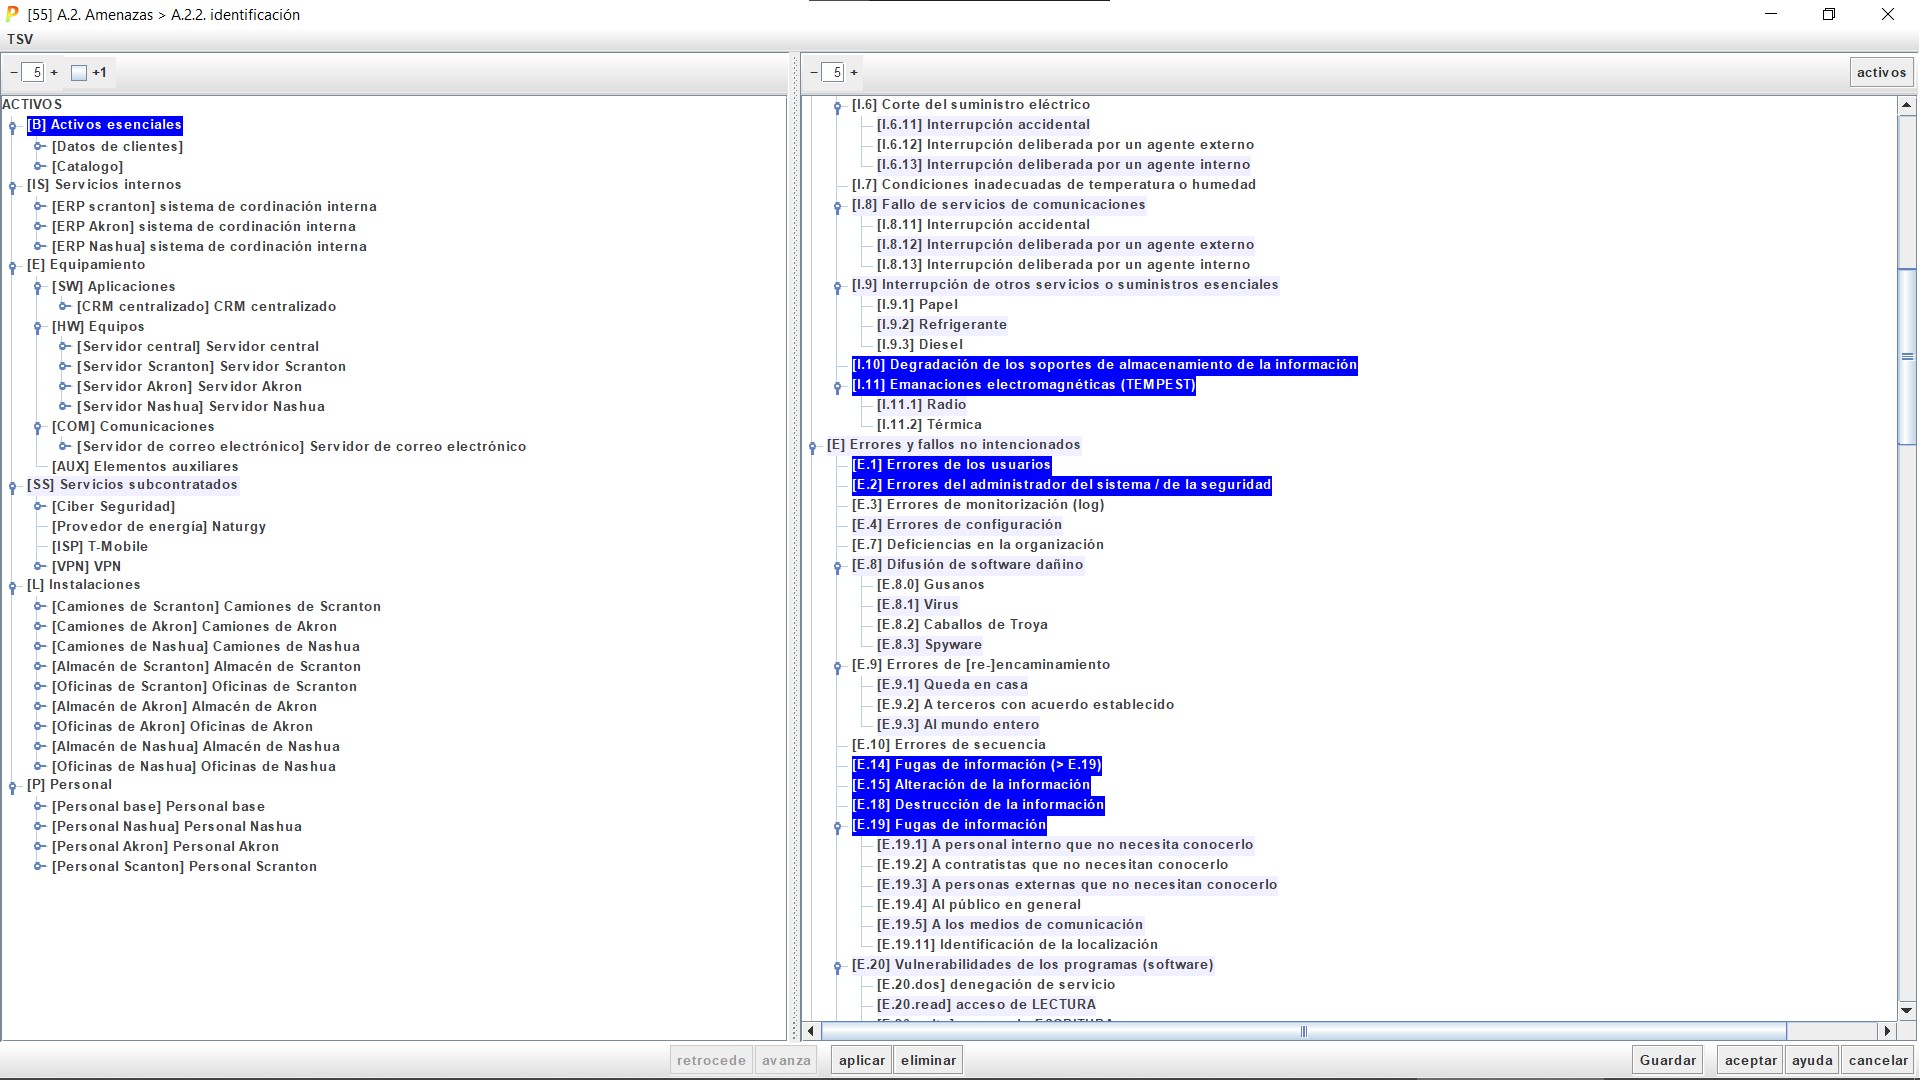 [55] A.2. Amenazas > A.2.2. identificación
TSV
− 5 + +1
− 5 + activos
ACTIVOS
[B] Activos esenciales
[Datos de clientes]
[Catalogo]
[IS] Servicios internos
[ERP scranton] sistema de cordinación interna
[ERP Akron] sistema de cordinación interna
[ERP Nashua] sistema de cordinación interna
[E] Equipamiento
[SW] Aplicaciones
[CRM centralizado] CRM centralizado
[HW] Equipos
[Servidor central] Servidor central
[Servidor Scranton] Servidor Scranton
[Servidor Akron] Servidor Akron
[Servidor Nashua] Servidor Nashua
[COM] Comunicaciones
[Servidor de correo electrónico] Servidor de correo electrónico
[AUX] Elementos auxiliares
[SS] Servicios subcontratados
[Ciber Seguridad]
[Provedor de energía] Naturgy
[ISP] T-Mobile
[VPN] VPN
[L] Instalaciones
[Camiones de Scranton] Camiones de Scranton
[Camiones de Akron] Camiones de Akron
[Camiones de Nashua] Camiones de Nashua
[Almacén de Scranton] Almacén de Scranton
[Oficinas de Scranton] Oficinas de Scranton
[Almacén de Akron] Almacén de Akron
[Oficinas de Akron] Oficinas de Akron
[Almacén de Nashua] Almacén de Nashua
[Oficinas de Nashua] Oficinas de Nashua
[P] Personal
[Personal base] Personal base
[Personal Nashua] Personal Nashua
[Personal Akron] Personal Akron
[Personal Scanton] Personal Scranton
[I.6] Corte del suministro eléctrico
[I.6.11] Interrupción accidental
[I.6.12] Interrupción deliberada por un agente externo
[I.6.13] Interrupción deliberada por un agente interno
[I.7] Condiciones inadecuadas de temperatura o humedad
[I.8] Fallo de servicios de comunicaciones
[I.8.11] Interrupción accidental
[I.8.12] Interrupción deliberada por un agente externo
[I.8.13] Interrupción deliberada por un agente interno
[I.9] Interrupción de otros servicios o suministros esenciales
[I.9.1] Papel
[I.9.2] Refrigerante
[I.9.3] Diesel
[I.10] Degradación de los soportes de almacenamiento de la información
[I.11] Emanaciones electromagnéticas (TEMPEST)
[I.11.1] Radio
[I.11.2] Térmica
[E] Errores y fallos no intencionados
[E.1] Errores de los usuarios
[E.2] Errores del administrador del sistema / de la seguridad
[E.3] Errores de monitorización (log)
[E.4] Errores de configuración
[E.7] Deficiencias en la organización
[E.8] Difusión de software dañino
[E.8.0] Gusanos
[E.8.1] Virus
[E.8.2] Caballos de Troya
[E.8.3] Spyware
[E.9] Errores de [re-]encaminamiento
[E.9.1] Queda en casa
[E.9.2] A terceros con acuerdo establecido
[E.9.3] Al mundo entero
[E.10] Errores de secuencia
[E.14] Fugas de información (> E.19)
[E.15] Alteración de la información
[E.18] Destrucción de la información
[E.19] Fugas de información
[E.19.1] A personal interno que no necesita conocerlo
[E.19.2] A contratistas que no necesitan conocerlo
[E.19.3] A personas externas que no necesitan conocerlo
[E.19.4] Al público en general
[E.19.5] A los medios de comunicación
[E.19.11] Identificación de la localización
[E.20] Vulnerabilidades de los programas (software)
[E.20.dos] denegación de servicio
[E.20.read] acceso de LECTURA
retrocede avanza aplicar eliminar Guardar aceptar ayuda cancelar